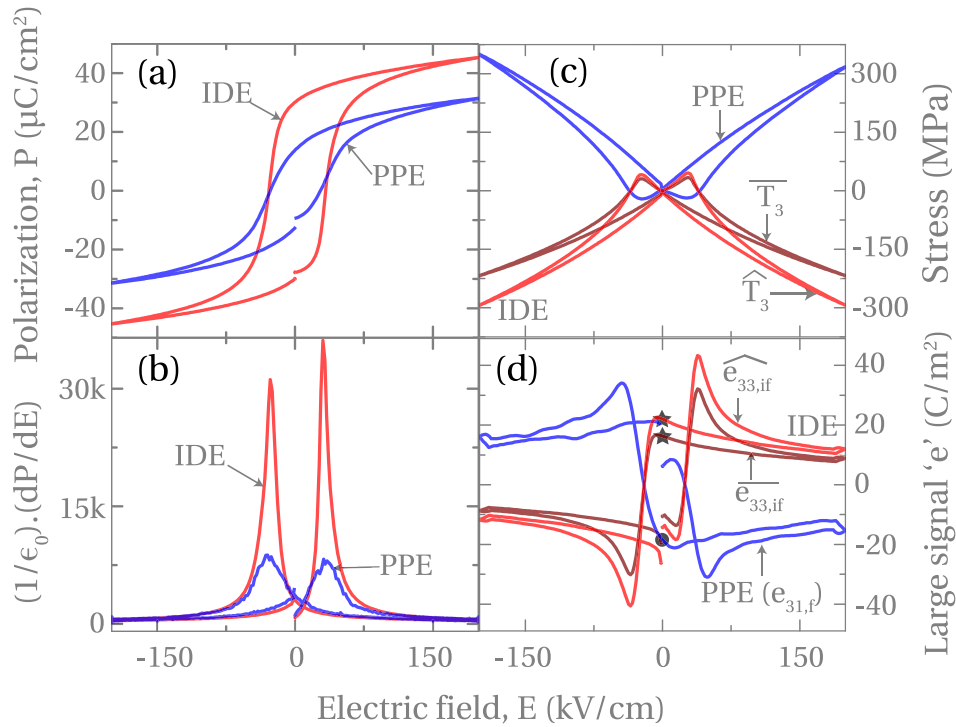 Polarization, P (μC/cm²)
40
20
0
-20
-40
(a)
IDE
PPE
(c)
PPE
T₃
T₃
IDE
300
150
0
-150
-300
Stress (MPa)
(1/ϵ₀).(dP/dE)
30k
15k
0
(b)
IDE
PPE
-150
0
150
(d)
e₃₃,if
IDE
e₃₃,if
PPE (e₃₁,f)
-150
0
150
40
20
0
-20
-40
Large signal ‘e’ (C/m²)
Electric field, E (kV/cm)